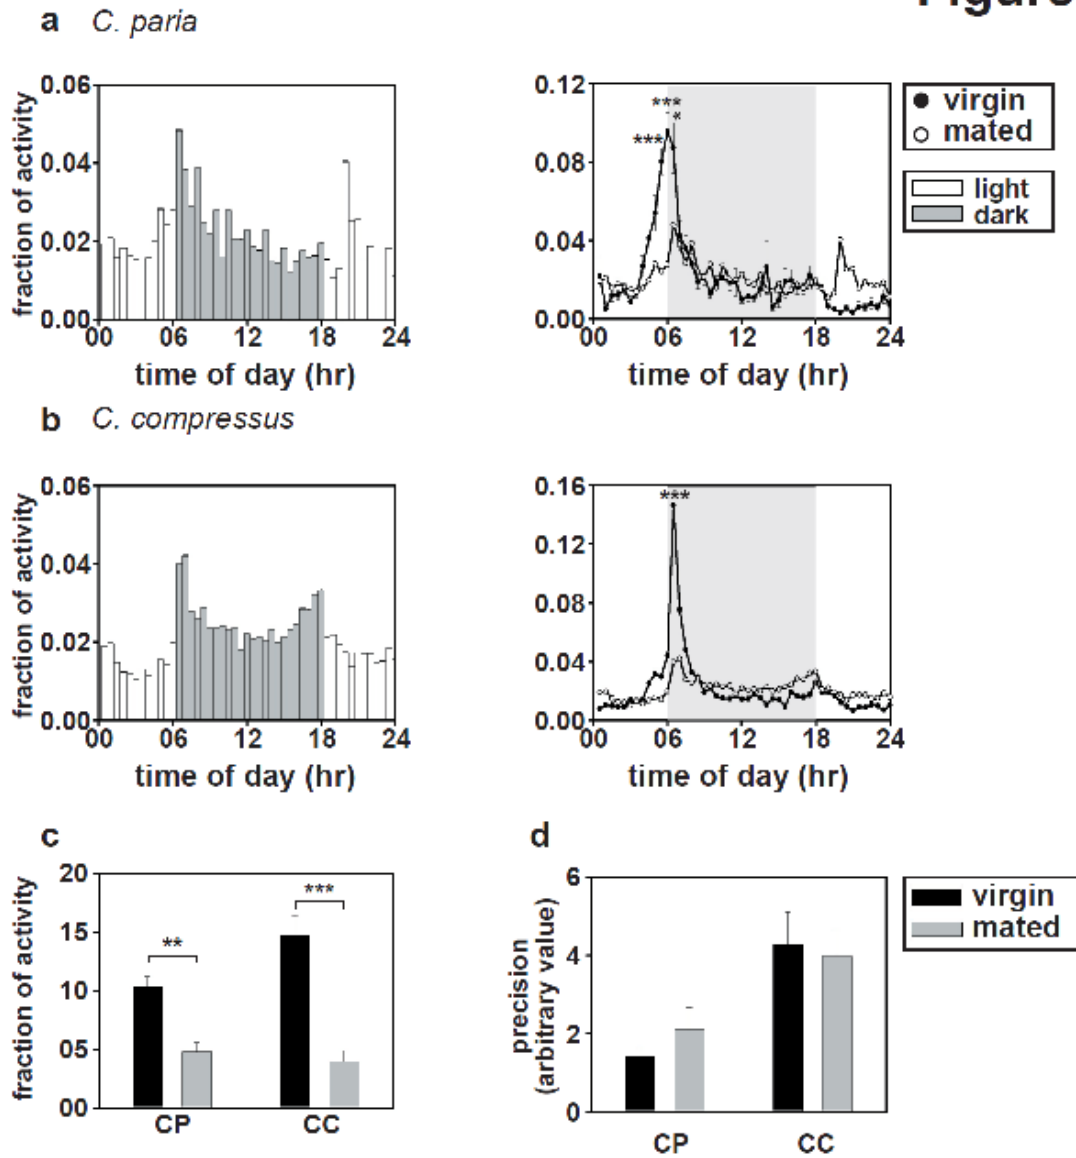 Figure
a C. paria
fraction of activity
0.06
0.04
0.02
0.00
00 06 12 18 24
time of day (hr)
0.12
0.08
0.04
0.00
***
***
*
00 06 12 18 24
time of day (hr)
virgin
mated
light
dark
b C. compressus
fraction of activity
0.06
0.04
0.02
0.00
00 06 12 18 24
time of day (hr)
0.16
0.12
0.08
0.04
0.00
***
00 06 12 18 24
time of day (hr)
c
fraction of activity
20
15
10
05
00
**
***
CP CC
d
precision
(arbitrary value)
6
4
2
0
CP CC
virgin
mated